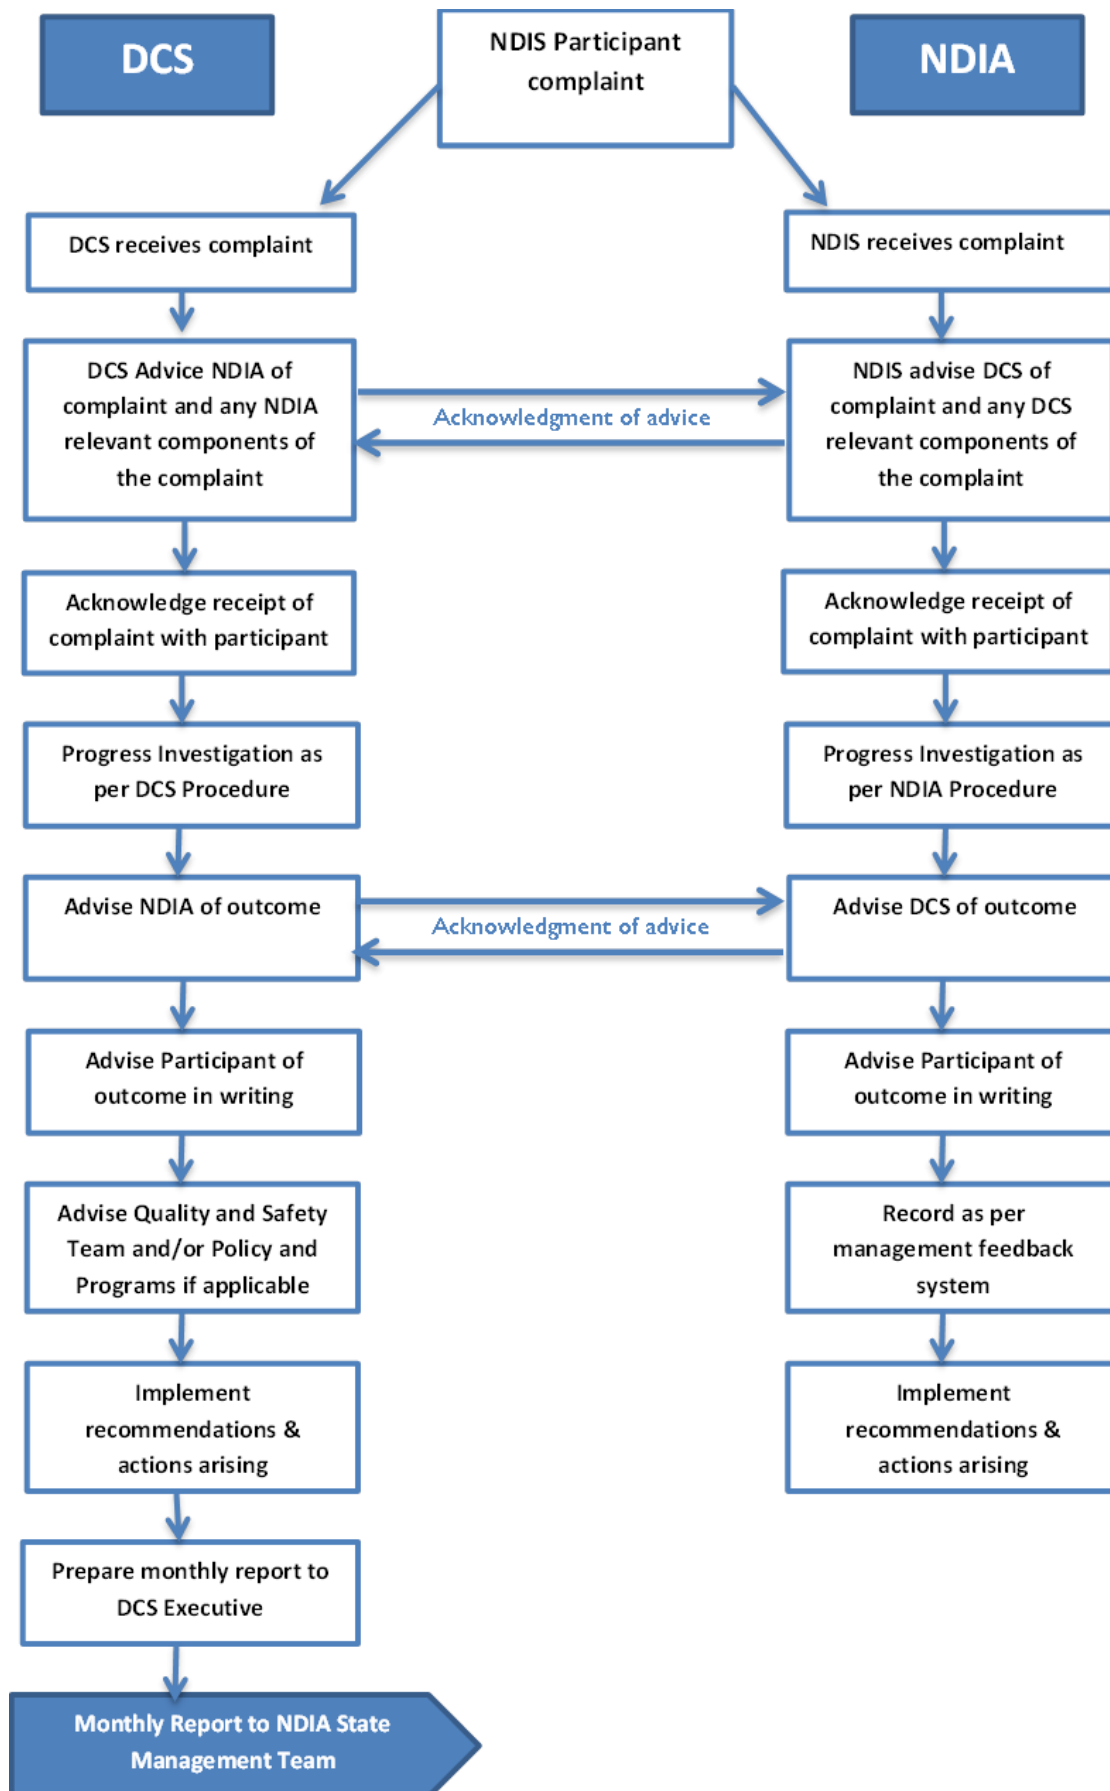 DCS
NDIS Participant
complaint
NDIA
DCS receives complaint
NDIS receives complaint
DCS Advice NDIA of
complaint and any NDIA
relevant components of
the complaint
Acknowledgment of advice
NDIS advise DCS of
complaint and any DCS
relevant components of
the complaint
Acknowledge receipt of
complaint with participant
Acknowledge receipt of
complaint with participant
Progress Investigation as
per DCS Procedure
Progress Investigation as
per NDIA Procedure
Advise NDIA of outcome
Acknowledgment of advice
Advise DCS of outcome
Advise Participant of
outcome in writing
Advise Participant of
outcome in writing
Advise Quality and Safety
Team and/or Policy and
Programs if applicable
Record as per
management feedback
system
Implement
recommendations &
actions arising
Implement
recommendations &
actions arising
Prepare monthly report to
DCS Executive
Monthly Report to NDIA State
Management Team